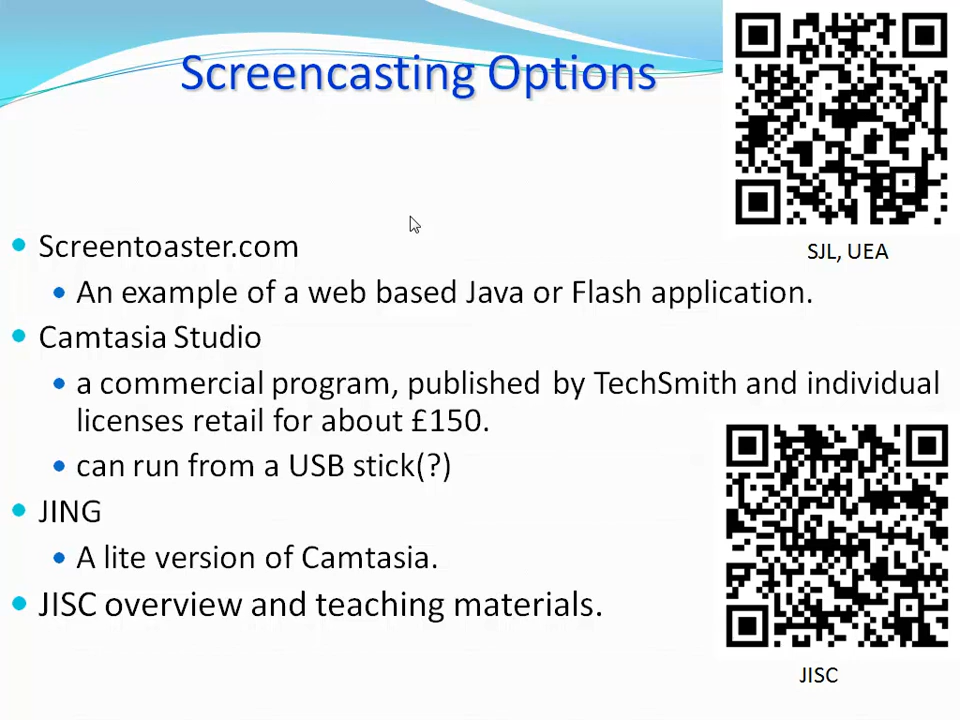 Screencasting Options
SJL, UEA
Screentoaster.com
An example of a web based Java or Flash application.
Camtasia Studio
a commercial program, published by TechSmith and individual
licenses retail for about £150.
can run from a USB stick(?)
JING
A lite version of Camtasia.
JISC overview and teaching materials.
JISC